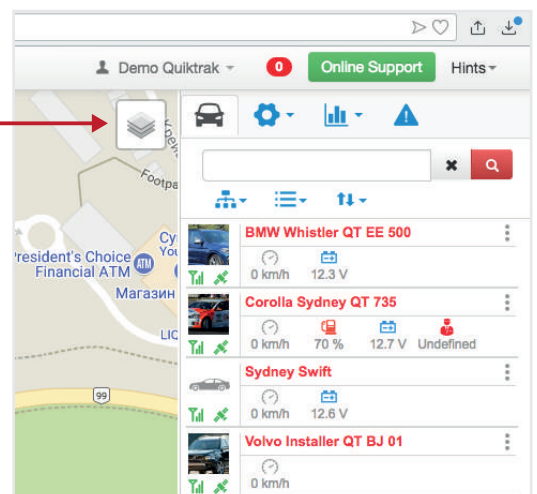 Demo Quiktrak
0
Online Support
Hints
Footpa
Cy
You
resident's Choice
Financial ATM
ATM
Магазин
LIQ
99
BMW Whistler QT EE 500
0 km/h
12.3 V
Corolla Sydney QT 735
0 km/h
70 %
12.7 V
Undefined
Sydney Swift
0 km/h
12.6 V
Volvo Installer QT BJ 01
0 km/h